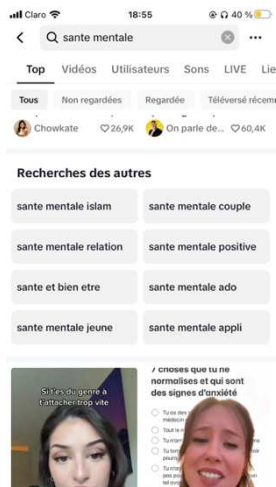 Claro 18:55 40 %
sante mentale
Top Vidéos Utilisateurs Sons LIVE Lie
Tous Non regardées Regardée Téléversé récem
Chowkate 26,9K On parle de... 60,4K
Recherches des autres
sante mentale islam sante mentale couple
sante mentale relation sante mentale positive
sante et bien etre sante mentale ado
sante mentale jeune sante mentale appli
7 choses que tu ne
normalises et qui sont
des signes d'anxiété
Si t'es du genre à
t'attacher trop vite